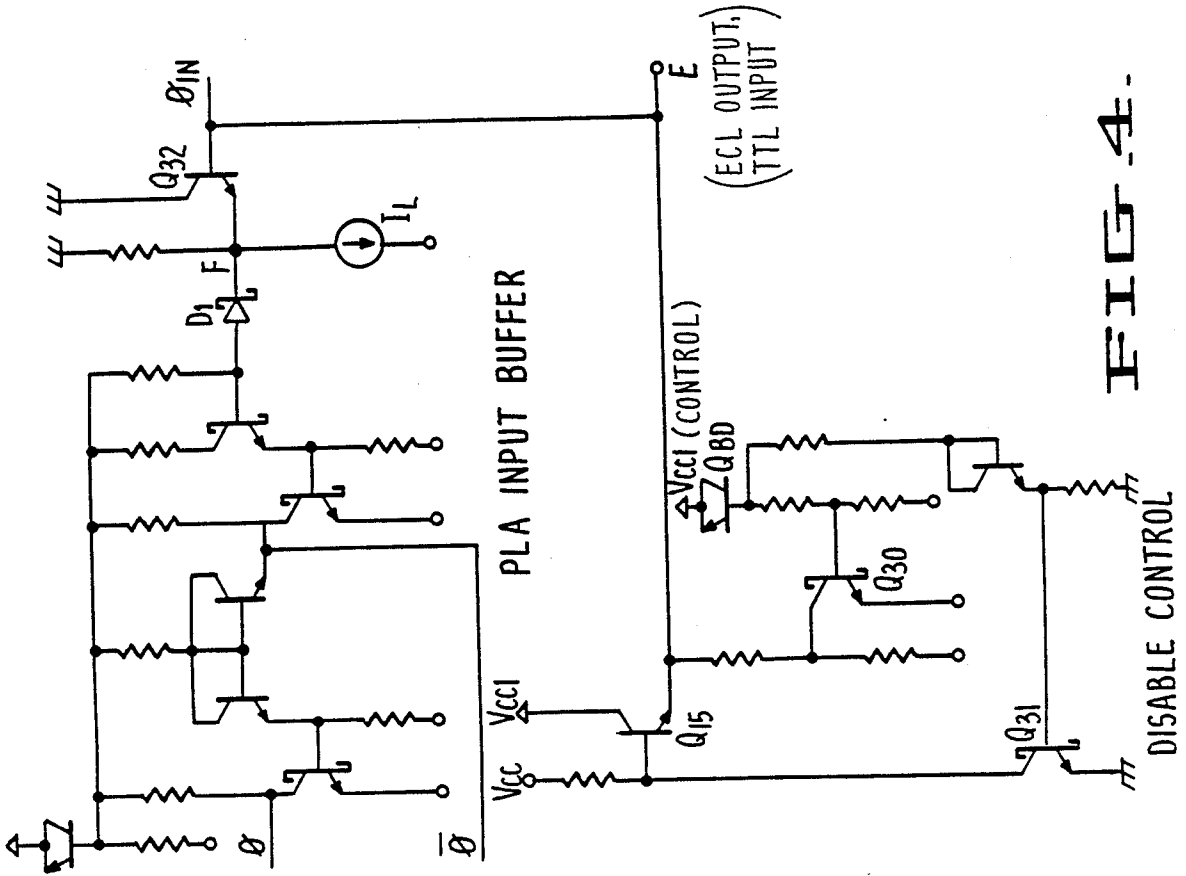 ØIN
Q32
F
D1
IL
PLA INPUT BUFFER
Ø
Ø̅
E
(ECL OUTPUT,
TTL INPUT)
VCC1
VCC
Q15
VCC1 (CONTROL)
QBD
Q30
Q31
DISABLE CONTROL
FIG-4-